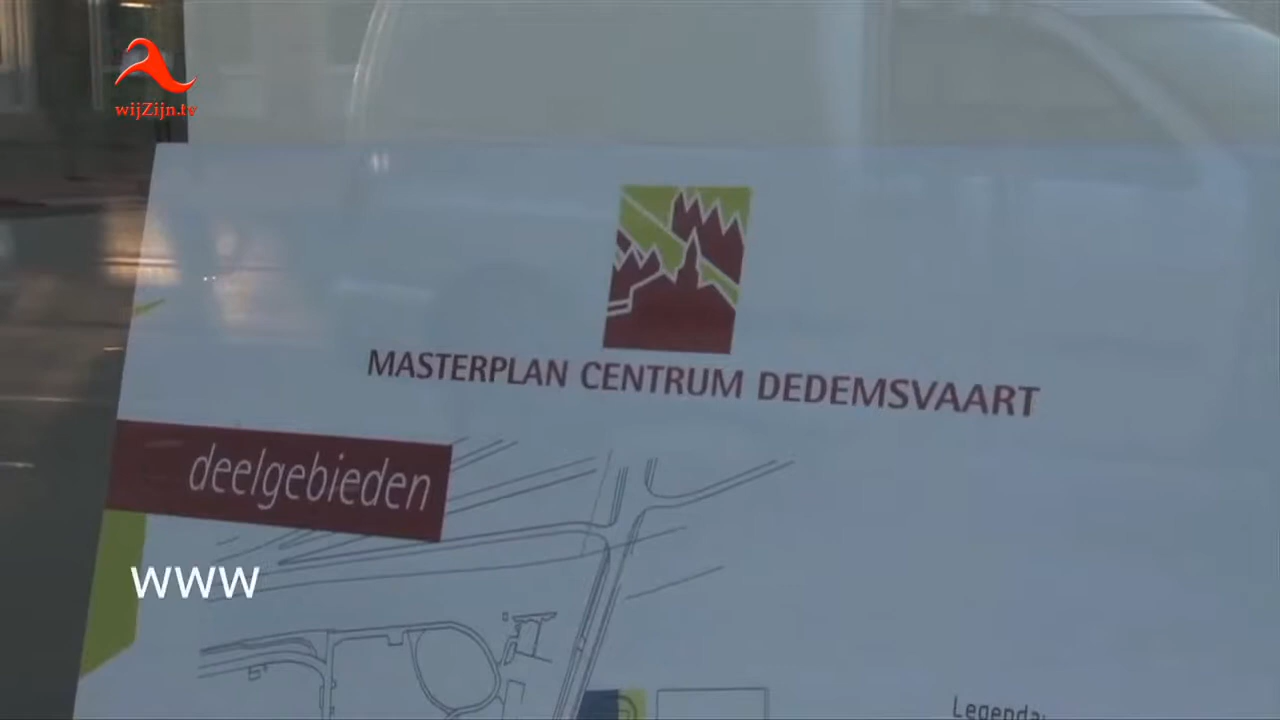 wijZijn.tv
MASTERPLAN CENTRUM DEDEMSVAART
deelgebieden
www
Legenda: